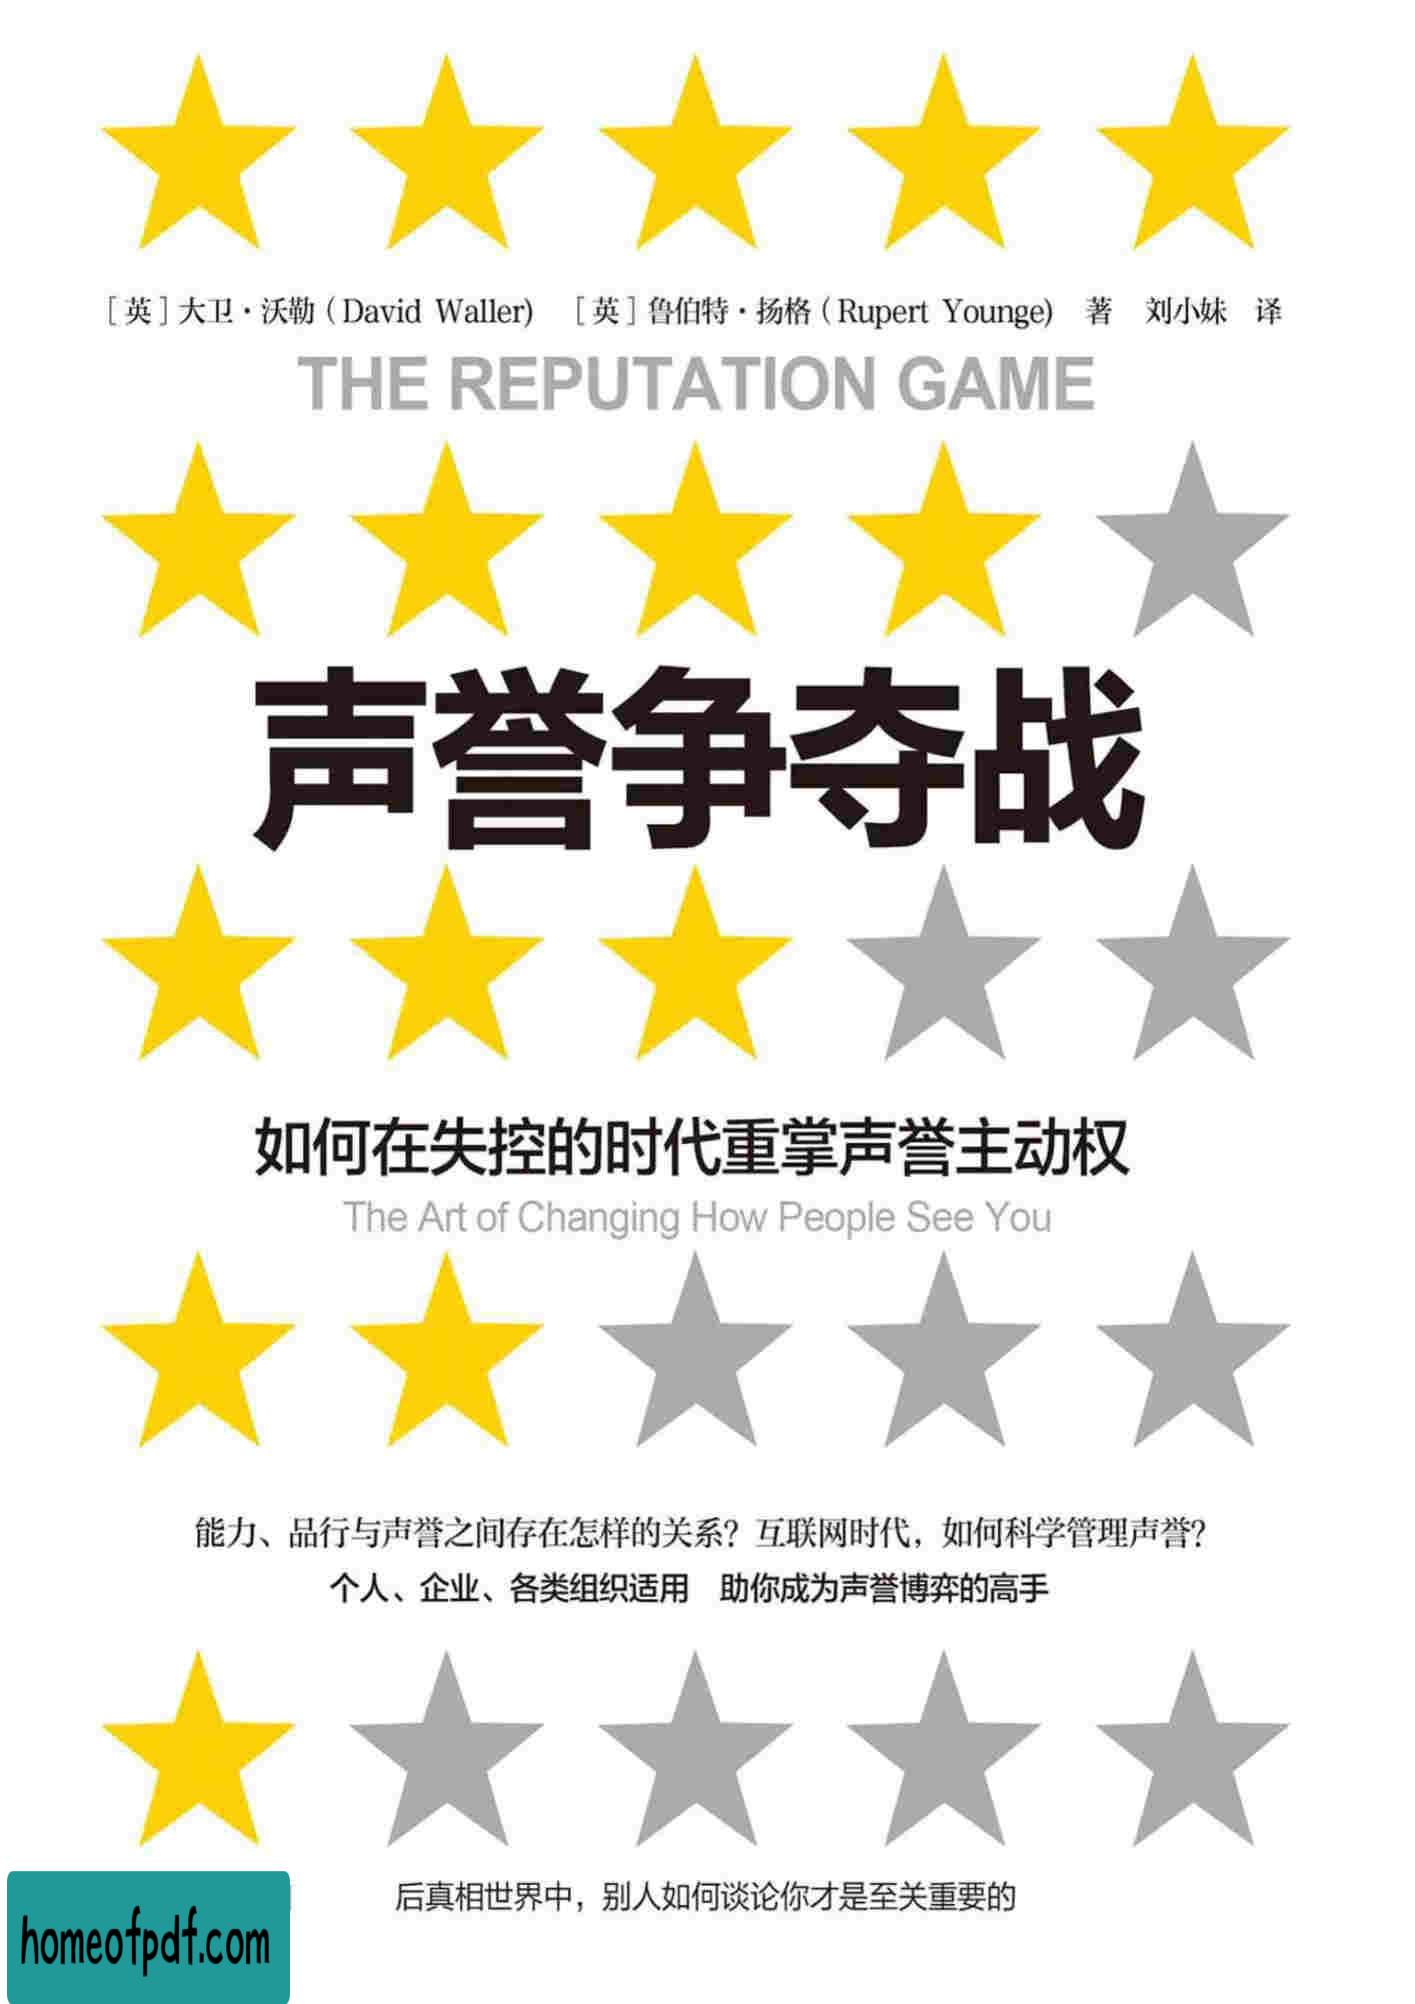 ［英］大卫·沃勒（David Waller） ［英］鲁伯特·扬格（Rupert Younge） 著 刘小妹 译
THE REPUTATION GAME
声誉争夺战
如何在失控的时代重掌声誉主动权
The Art of Changing How People See You
能力、品行与声誉之间存在怎样的关系？互联网时代，如何科学管理声誉？
个人、企业、各类组织适用 助你成为声誉博弈的高手
后真相世界中，别人如何谈论你才是至关重要的
homeofpdf.com